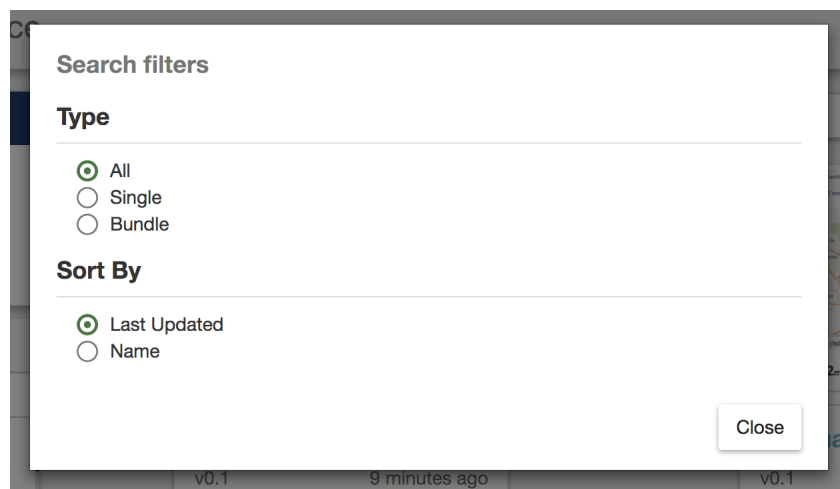 Search filters
Type
All
Single
Bundle
Sort By
Last Updated
Name
Close
v0.1
9 minutes ago
v0.1